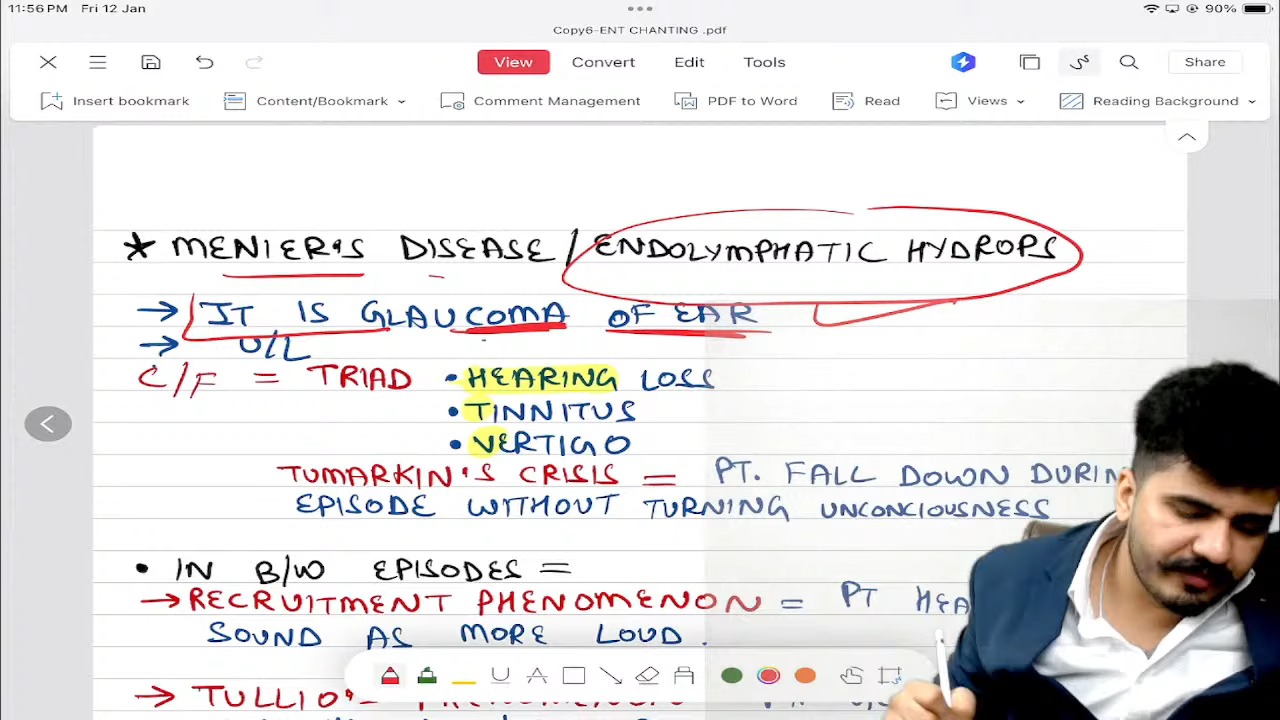 11:56 PM Fri 12 Jan
90%
Copy6-ENT CHANTING .pdf
View Convert Edit Tools Share
Insert bookmark Content/Bookmark Comment Management PDF to Word Read Views Reading Background
★ MENIER'S DISEASE / ENDOLYMPHATIC HYDROPS
→ IT IS GLAUCOMA OF EAR
→ U/L
C/F = TRIAD • HEARING LOSS
• TINNITUS
• VERTIGO
TUMARKIN'S CRISIS = PT. FALL DOWN DURIN
EPISODE WITHOUT TURNING UNCONCIOUSNESS
• IN B/W EPISODES =
→ RECRUITMENT PHENOMENON = PT HEA
SOUND AS MORE LOUD.
→ TULLIO'S PHENOMENON